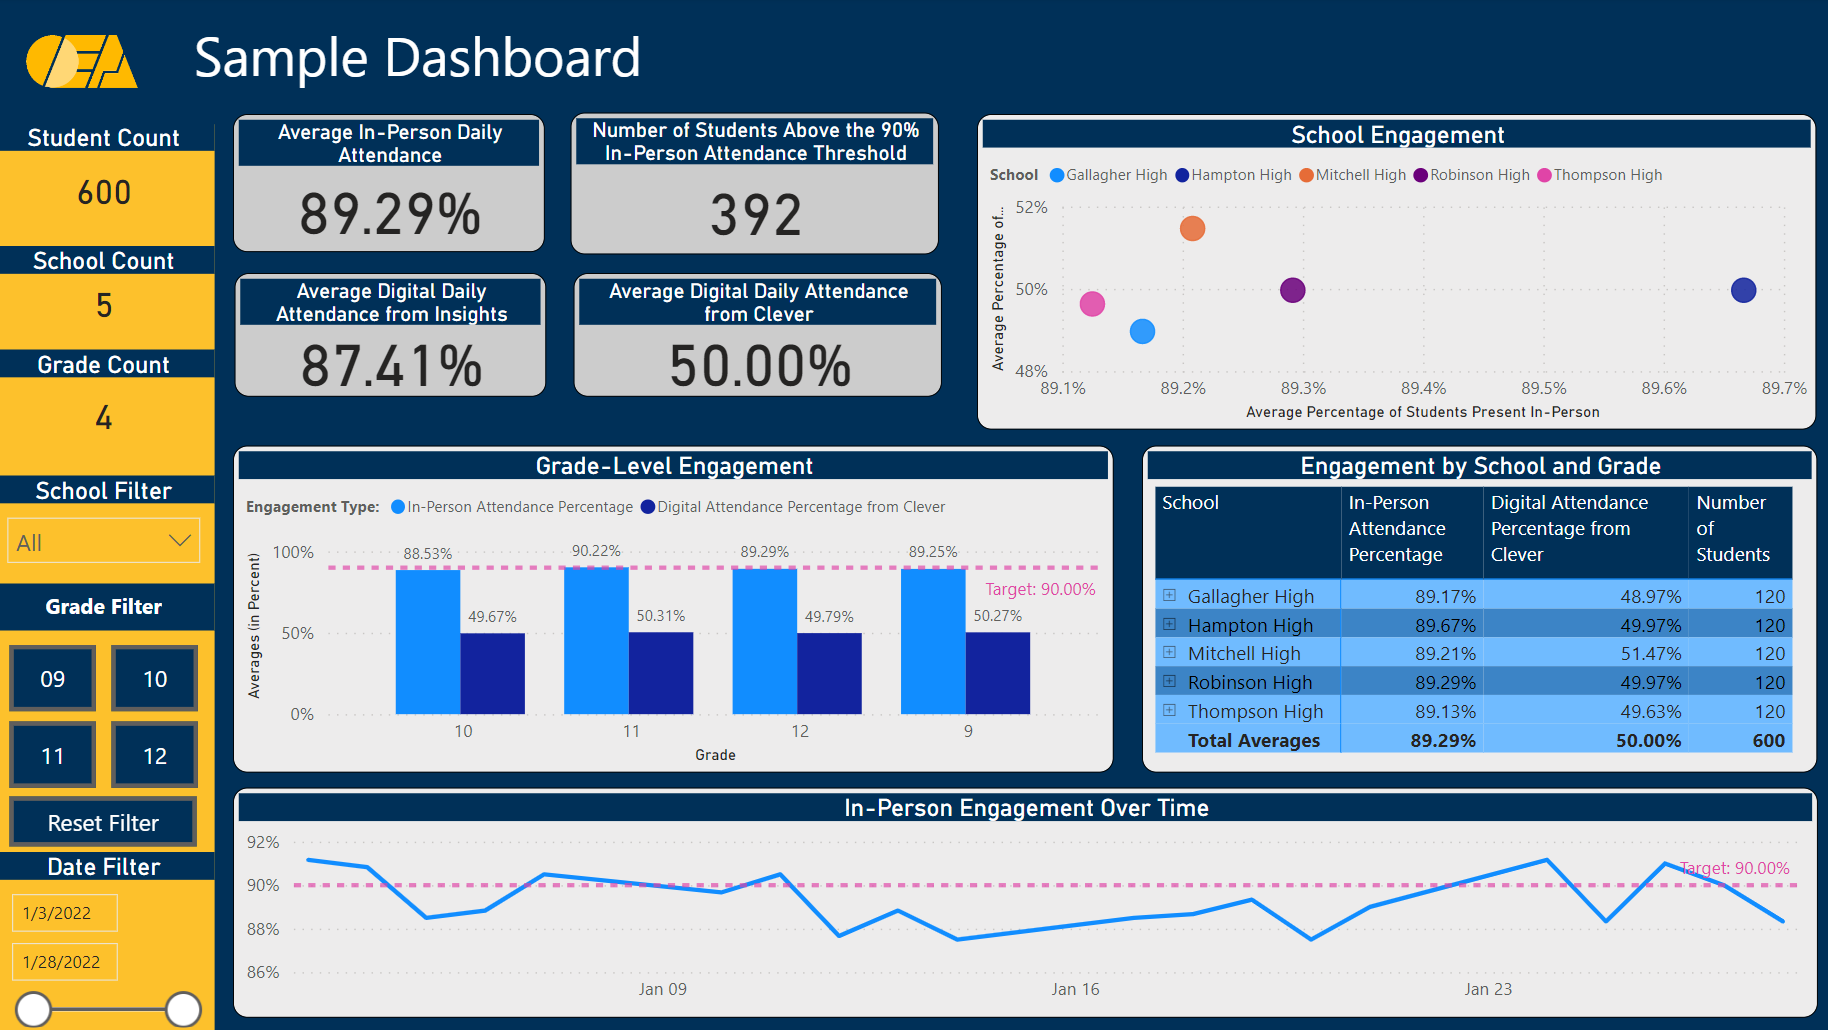 OEA
Sample Dashboard
Student Count
600
School Count
5
Grade Count
4
School Filter
All
Grade Filter
09
10
11
12
Reset Filter
Date Filter
1/3/2022
1/28/2022
Average In-Person Daily
Attendance
89.29%
Number of Students Above the 90%
In-Person Attendance Threshold
392
Average Digital Daily
Attendance from Insights
87.41%
Average Digital Daily Attendance
from Clever
50.00%
School Engagement
School Gallagher High Hampton High Mitchell High Robinson High Thompson High
Average Percentage of...
52%
50%
48%
89.1% 89.2% 89.3% 89.4% 89.5% 89.6% 89.7%
Average Percentage of Students Present In-Person
Grade-Level Engagement
Engagement Type: In-Person Attendance Percentage Digital Attendance Percentage from Clever
Averages (in Percent)
100%
50%
0%
88.53% 90.22% 89.29% 89.25%
Target: 90.00%
49.67% 50.31% 49.79% 50.27%
10 11 12 9
Grade
Engagement by School and Grade
School
In-Person
Attendance
Percentage
Digital Attendance
Percentage from
Clever
Number
of
Students
Gallagher High 89.17% 48.97% 120
Hampton High 89.67% 49.97% 120
Mitchell High 89.21% 51.47% 120
Robinson High 89.29% 49.97% 120
Thompson High 89.13% 49.63% 120
Total Averages 89.29% 50.00% 600
In-Person Engagement Over Time
92%
90%
88%
86%
Target: 90.00%
Jan 09 Jan 16 Jan 23